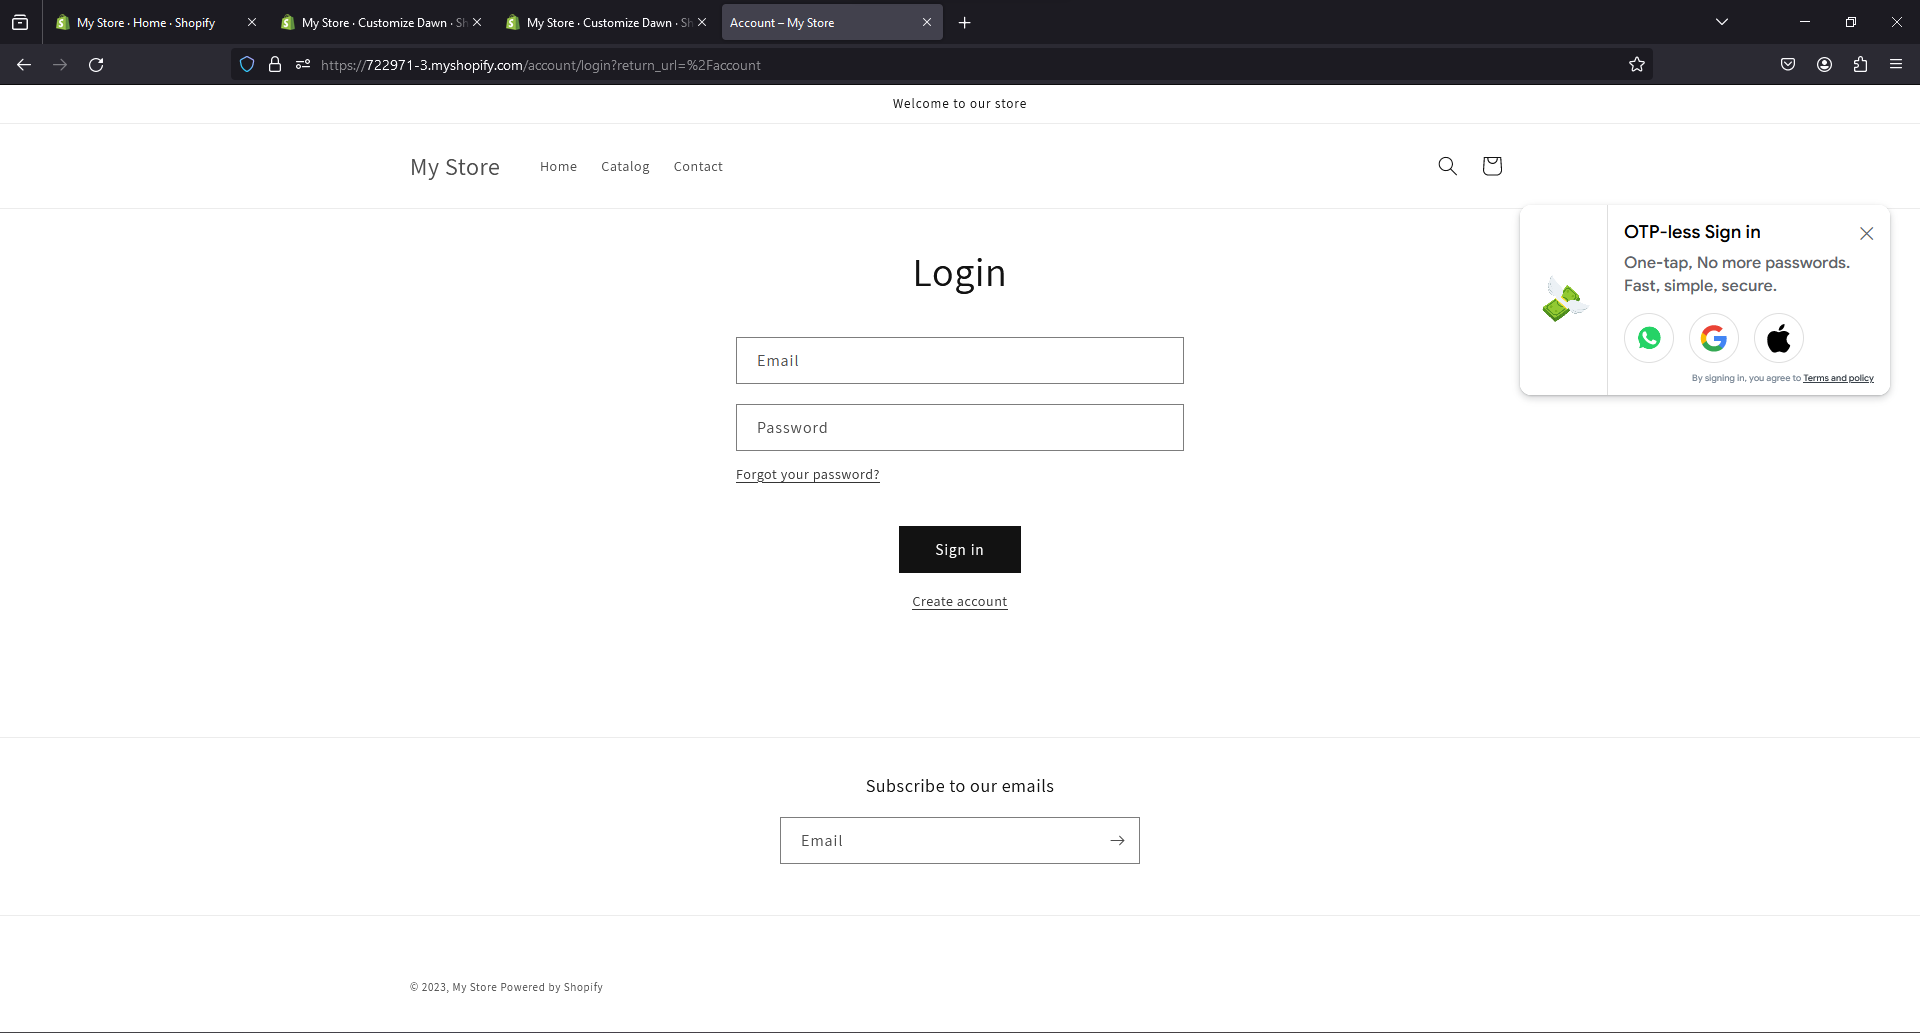 My Store · Home · Shopify
My Store · Customize Dawn · Sh
My Store · Customize Dawn · Sh
Account – My Store
https://722971-3.myshopify.com/account/login?return_url=%2Faccount
Welcome to our store
My Store
Home
Catalog
Contact
OTP-less Sign in
One-tap, No more passwords.
Fast, simple, secure.
By signing in, you agree to Terms and policy
Login
Email
Password
Forgot your password?
Sign in
Create account
Subscribe to our emails
Email
© 2023, My Store Powered by Shopify